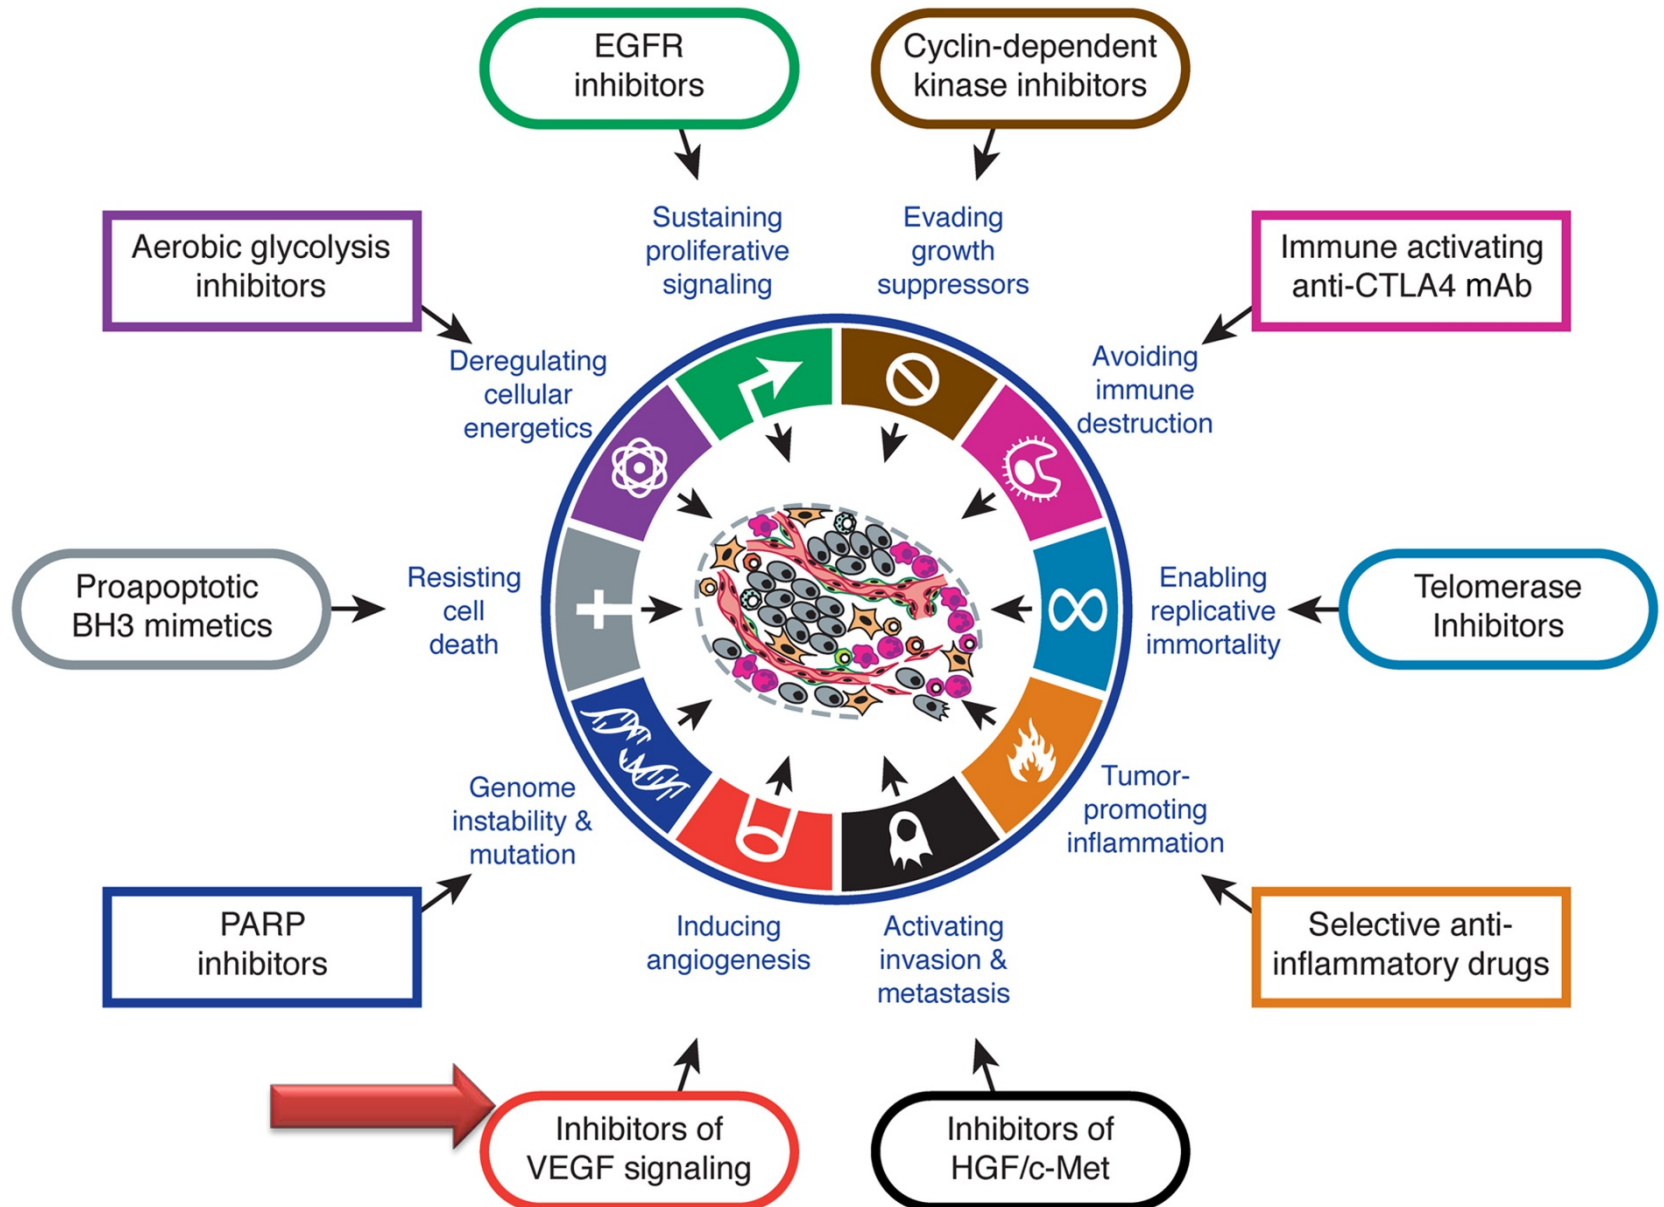 EGFR
inhibitors
Cyclin-dependent
kinase inhibitors
Sustaining
proliferative
signaling
Evading
growth
suppressors
Aerobic glycolysis
inhibitors
Immune activating
anti-CTLA4 mAb
Deregulating
cellular
energetics
Avoiding
immune
destruction
Proapoptotic
BH3 mimetics
Resisting
cell
death
Enabling
replicative
immortality
Telomerase
Inhibitors
Genome
instability &
mutation
Tumor-
promoting
inflammation
PARP
inhibitors
Inducing
angiogenesis
Activating
invasion &
metastasis
Selective anti-
inflammatory drugs
Inhibitors of
VEGF signaling
Inhibitors of
HGF/c-Met